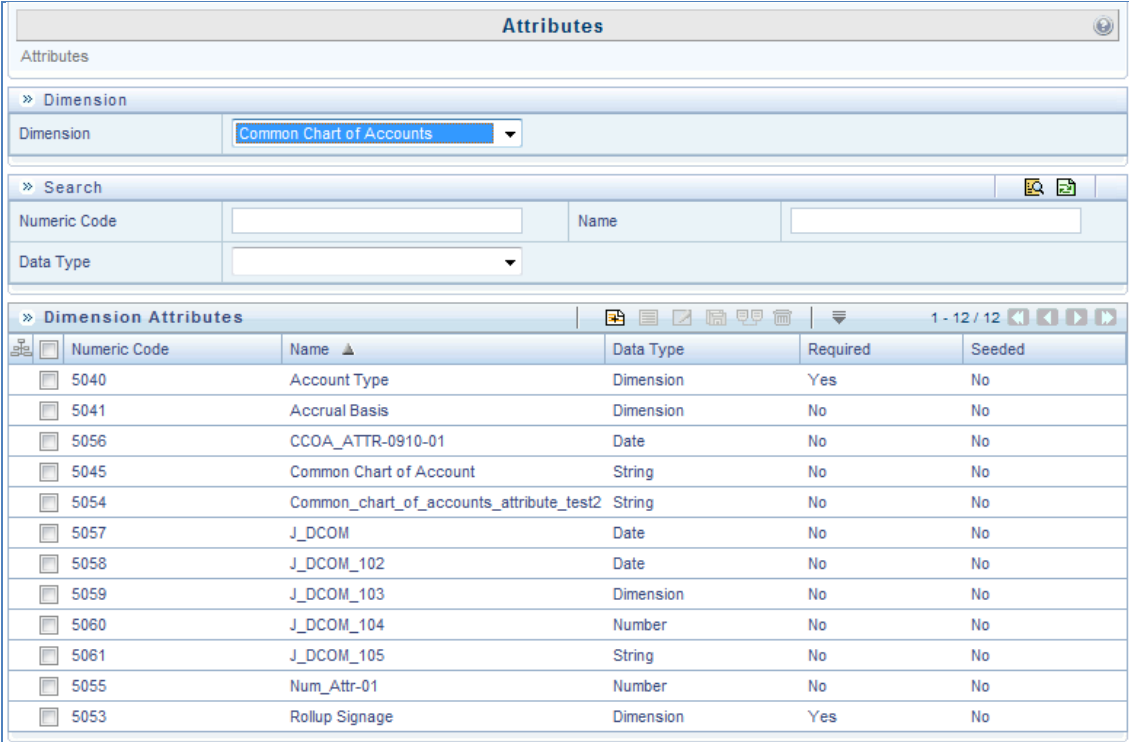 Attributes
Attributes
Dimension
Dimension Common Chart of Accounts
Search
Numeric Code Name
Data Type
Dimension Attributes 1 - 12 / 12
Numeric Code Name Data Type Required Seeded
5040 Account Type Dimension Yes No
5041 Accrual Basis Dimension No No
5056 CCOA_ATTR-0910-01 Date No No
5045 Common Chart of Account String No No
5054 Common_chart_of_accounts_attribute_test2 String No No
5057 J_DCOM Date No No
5058 J_DCOM_102 Date No No
5059 J_DCOM_103 Dimension No No
5060 J_DCOM_104 Number No No
5061 J_DCOM_105 String No No
5055 Num_Attr-01 Number No No
5053 Rollup Signage Dimension Yes No